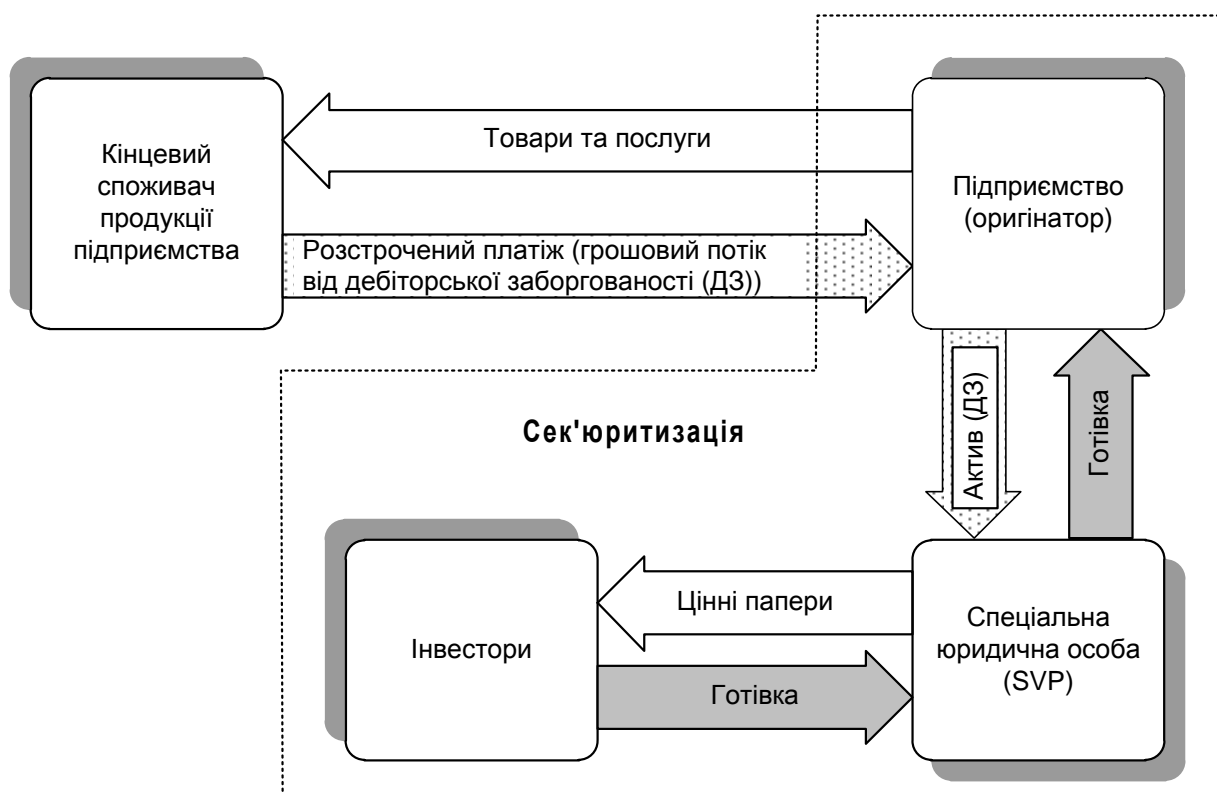 Товари та послуги
Кінцевий
споживач
продукції
підприємства
Підприємство
(оригінатор)
Розстрочений платіж (грошовий потік
від дебіторської заборгованості (ДЗ))
Актив (ДЗ)
Готівка
Сек'юритизація
Цінні папери
Інвестори
Спеціальна
юридична особа
(SVP)
Готівка